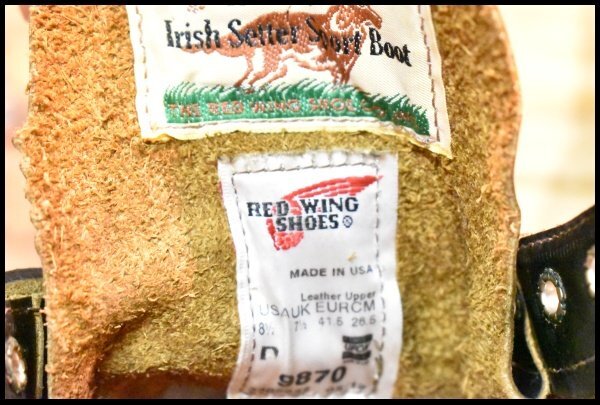 Irish Setter Sport Boot
THE RED WING SHOE CO. INC.
RED WING
SHOES®
MADE IN USA
Leather Upper
US UK EUR CM
8½ 7½ 41.5 26.5
D
9870